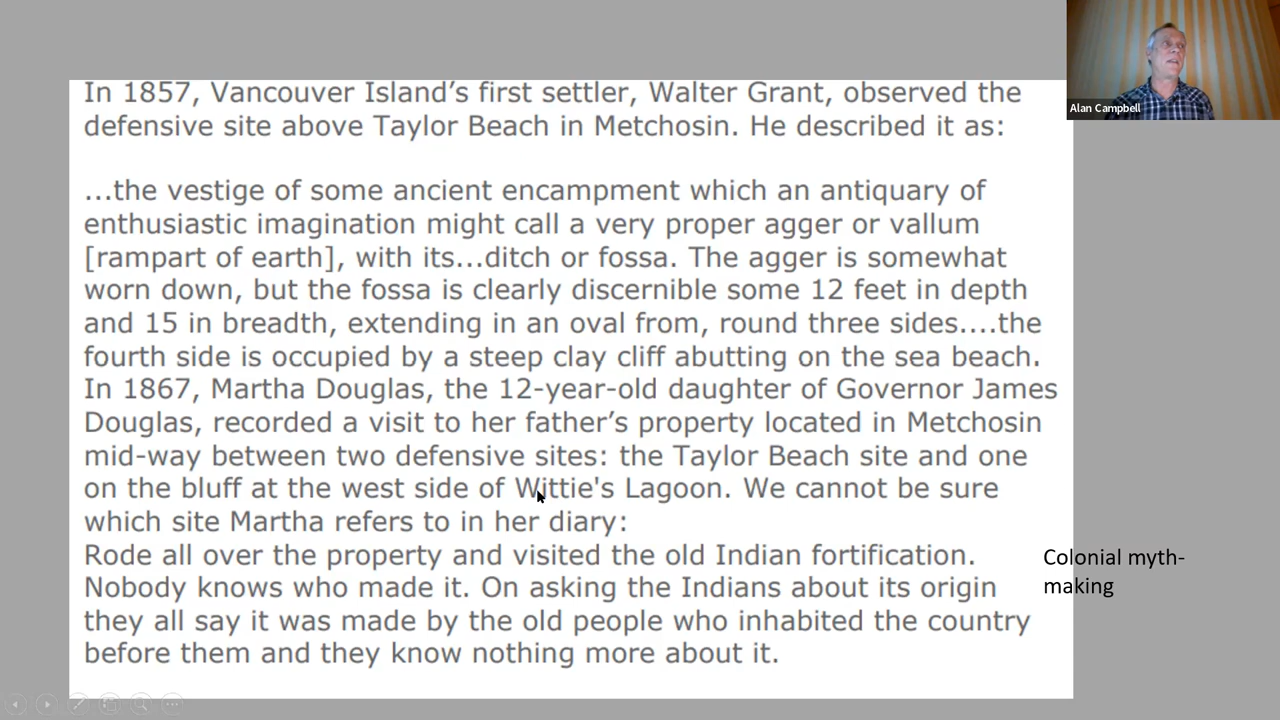 In 1857, Vancouver Island’s first settler, Walter Grant, observed the
defensive site above Taylor Beach in Metchosin. He described it as:
...the vestige of some ancient encampment which an antiquary of
enthusiastic imagination might call a very proper agger or vallum
[rampart of earth], with its...ditch or fossa. The agger is somewhat
worn down, but the fossa is clearly discernible some 12 feet in depth
and 15 in breadth, extending in an oval from, round three sides....the
fourth side is occupied by a steep clay cliff abutting on the sea beach.
In 1867, Martha Douglas, the 12-year-old daughter of Governor James
Douglas, recorded a visit to her father’s property located in Metchosin
mid-way between two defensive sites: the Taylor Beach site and one
on the bluff at the west side of Wittie's Lagoon. We cannot be sure
which site Martha refers to in her diary:
Rode all over the property and visited the old Indian fortification.
Nobody knows who made it. On asking the Indians about its origin
they all say it was made by the old people who inhabited the country
before them and they know nothing more about it.
Colonial myth-
making
Alan Campbell